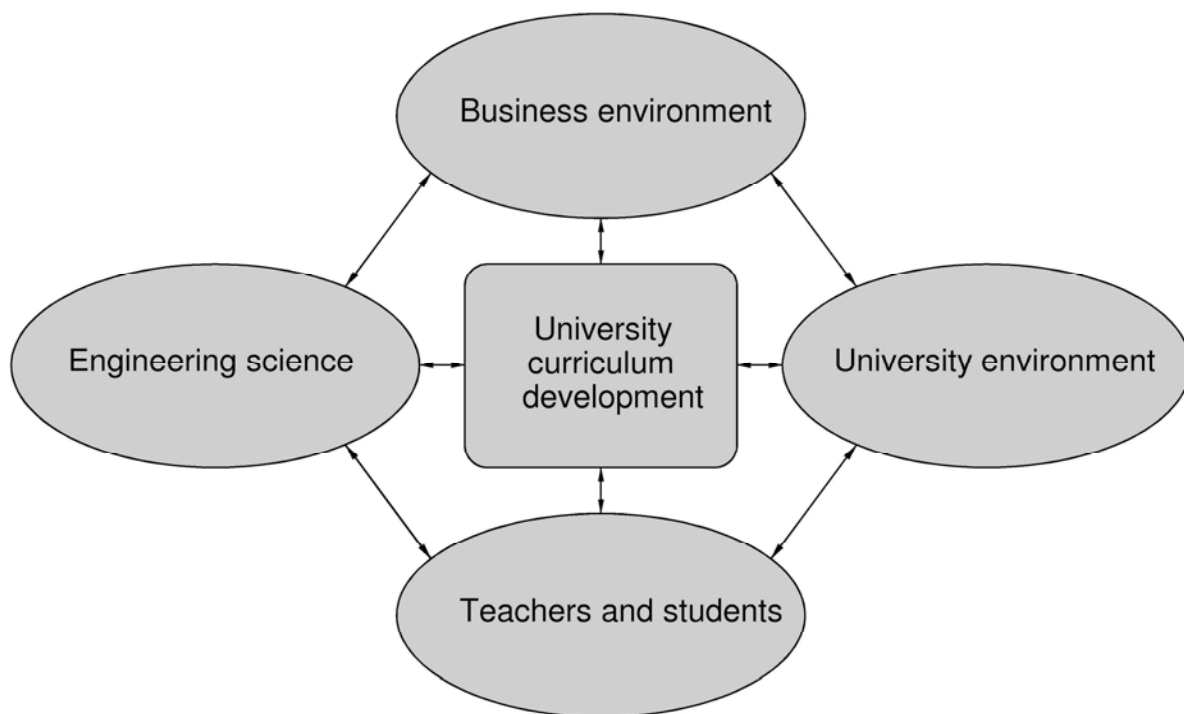 Business environment
Engineering science
University
curriculum
development
University environment
Teachers and students